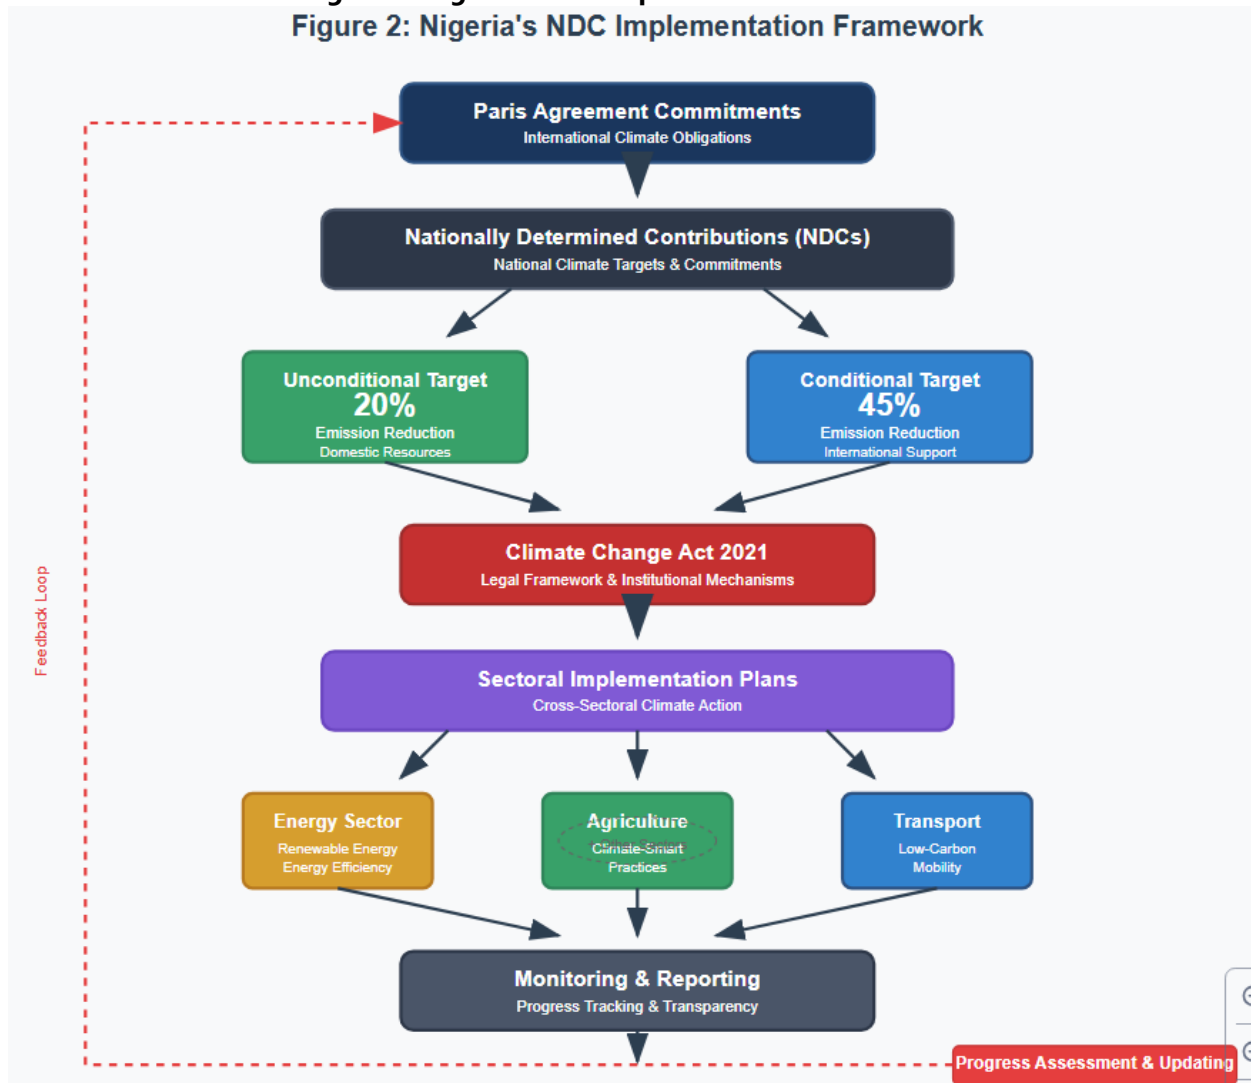 Figure 2: Nigeria's NDC Implementation Framework
Paris Agreement Commitments
International Climate Obligations
Nationally Determined Contributions (NDCs)
National Climate Targets & Commitments
Unconditional Target
20%
Emission Reduction
Domestic Resources
Conditional Target
45%
Emission Reduction
International Support
Climate Change Act 2021
Legal Framework & Institutional Mechanisms
Feedback Loop
Sectoral Implementation Plans
Cross-Sectoral Climate Action
Energy Sector
Renewable Energy
Energy Efficiency
Agriculture
Climate-Smart
Practices
Transport
Low-Carbon
Mobility
Monitoring & Reporting
Progress Tracking & Transparency
Progress Assessment & Updating